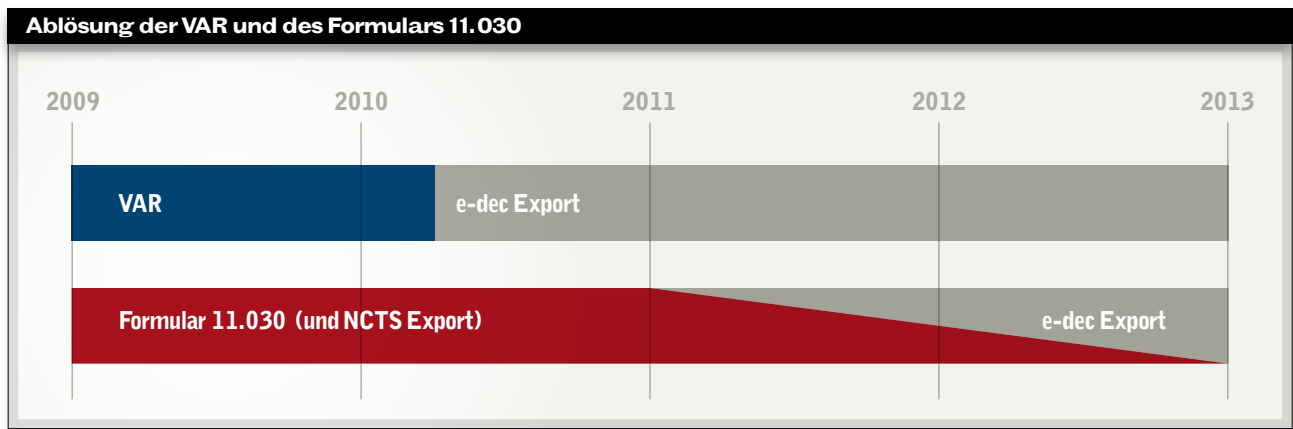 Ablösung der VAR und des Formulars 11.030
2009 2010 2011 2012 2013
VAR e-dec Export
Formular 11.030 (und NCTS Export) e-dec Export